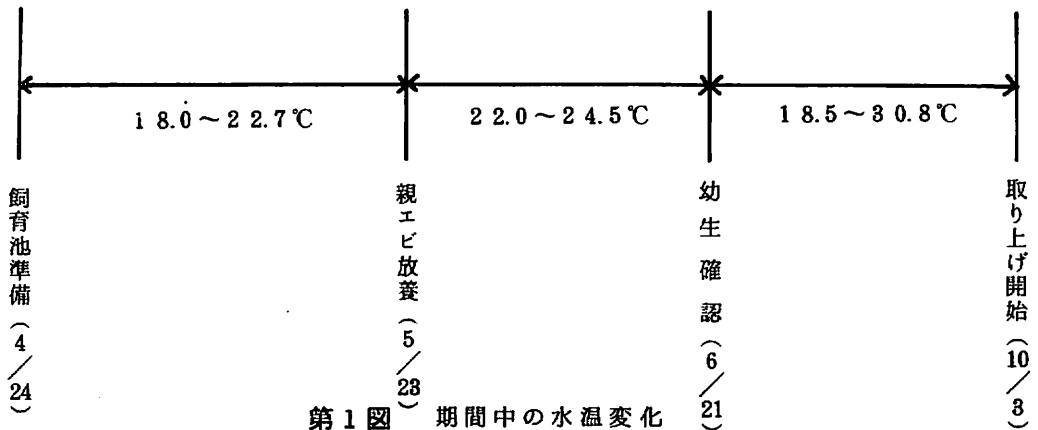 18.0～22.7℃
22.0～24.5℃
18.5～30.8℃
飼育池準備（4／24）
親エビ放養（5／23）
幼生確認（6／21）
取り上げ開始（10／3）
第1図 期間中の水温変化